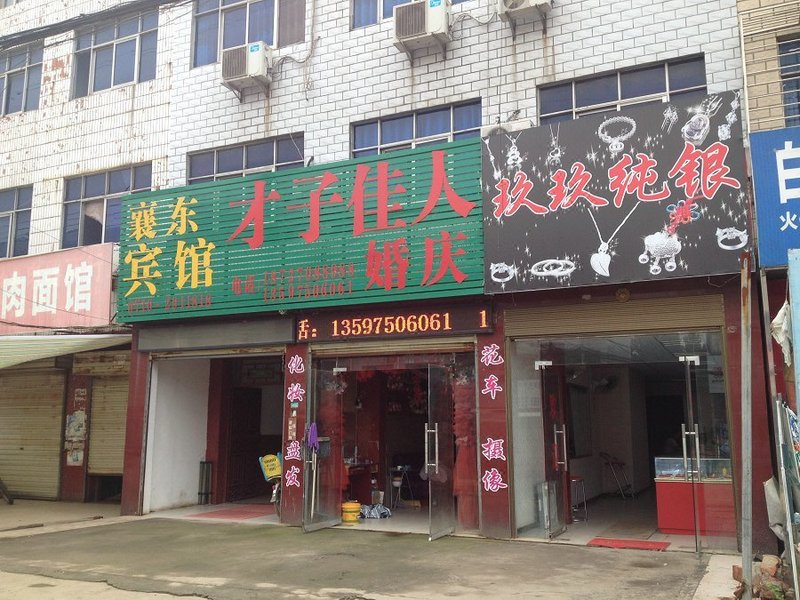 肉面馆
襄东
宾馆
才子佳人
婚庆
玖玖纯银
白
火
话：13597506061 1
化妆盘发
花车 摄像